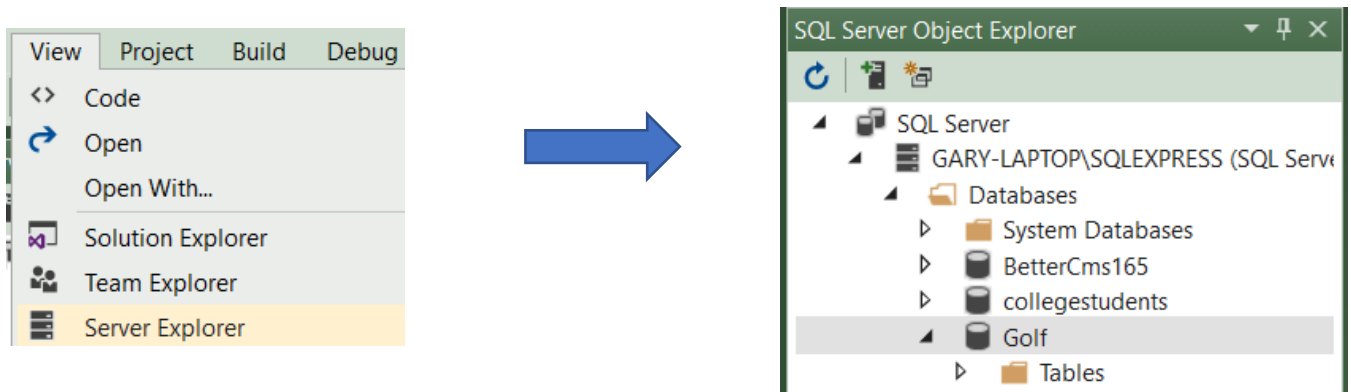 View Project Build Debug
Code
Open
Open With...
Solution Explorer
Team Explorer
Server Explorer
SQL Server Object Explorer
SQL Server
GARY-LAPTOP\SQLEXPRESS (SQL Serve
Databases
System Databases
BetterCms165
collegestudents
Golf
Tables